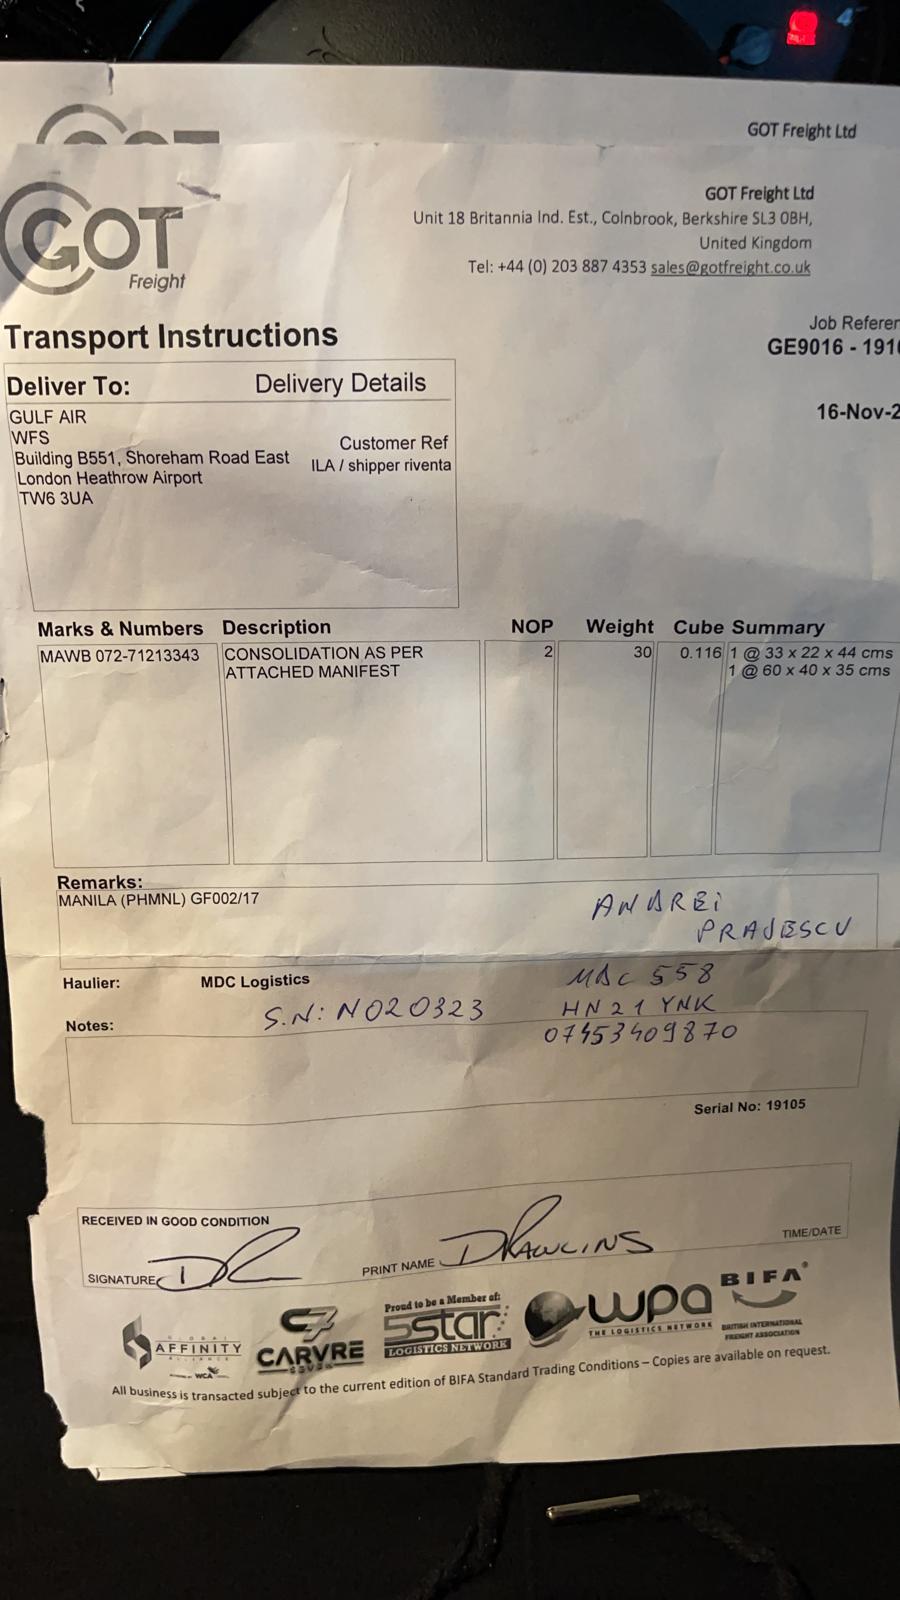 GOT Freight Ltd
GOT
Freight
GOT Freight Ltd
Unit 18 Britannia Ind. Est., Colnbrook, Berkshire SL3 0BH,
United Kingdom
Tel: +44 (0) 203 887 4353 sales@gotfreight.co.uk
Transport Instructions
Job Referen
GE9016 - 1910
16-Nov-2
Deliver To: Delivery Details
GULF AIR
WFS
Building B551, Shoreham Road East
London Heathrow Airport
TW6 3UA
Customer Ref
ILA / shipper riventa
Marks & Numbers Description NOP Weight Cube Summary
MAWB 072-71213343 CONSOLIDATION AS PER 2 30 0.116 1 @ 33 x 22 x 44 cms
ATTACHED MANIFEST 1 @ 60 x 40 x 35 cms
Remarks:
MANILA (PHMNL) GF002/17
ANDREI
Haulier: MDC Logistics
MDC 558
S.N: NO20323
HN21 YNK
07453409870
Notes:
Serial No: 19105
RECEIVED IN GOOD CONDITION
SIGNATURE
PRINT NAME DRAWLINS
TIME/DATE
GLOBAL
AFFINITY
ALLIANCE
WCA
C7
CARVRE
SEVEN
Proud to be a Member of:
5star
LOGISTICS NETWORK
wpa
THE LOGISTICS NETWORK
BIFA
BRITISH INTERNATIONAL
FREIGHT ASSOCIATION
All business is transacted subject to the current edition of BIFA Standard Trading Conditions – Copies are available on request.